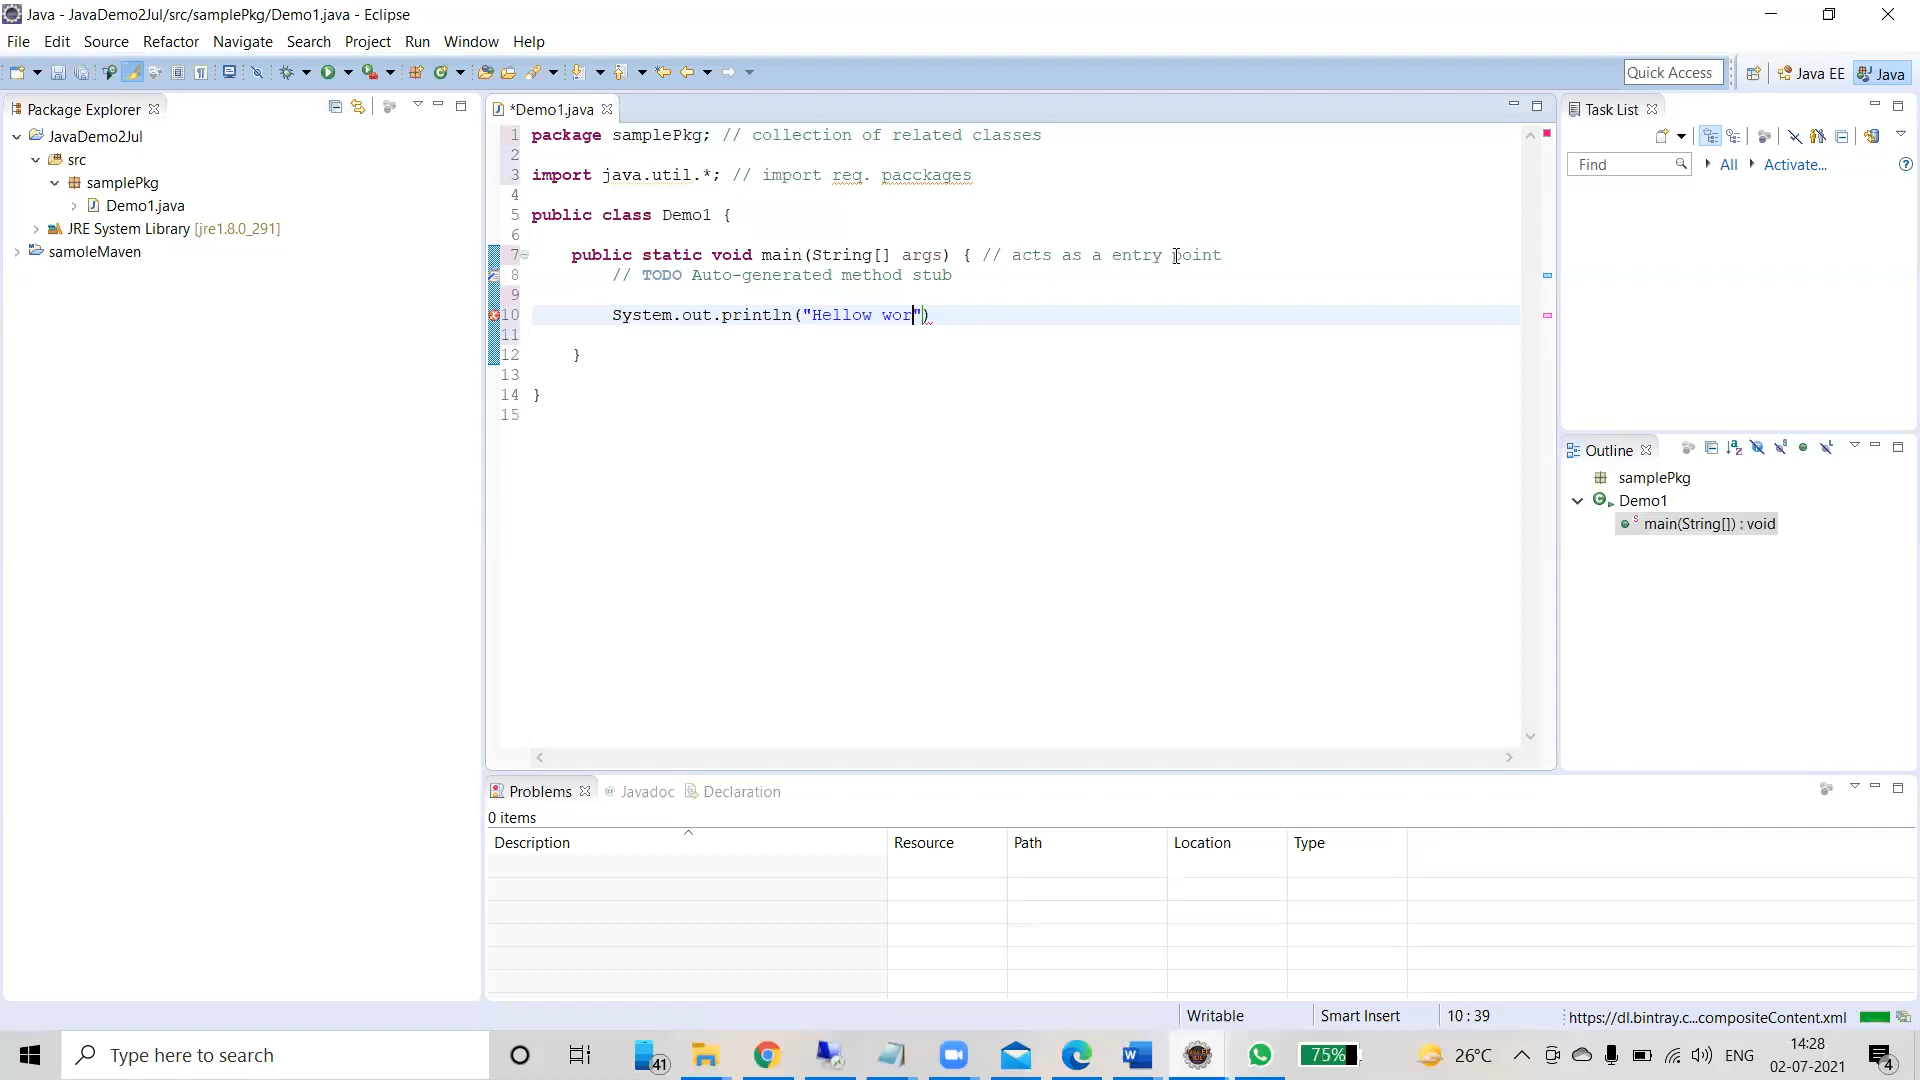 Java - JavaDemo2Jul/src/samplePkg/Demo1.java - Eclipse
File Edit Source Refactor Navigate Search Project Run Window Help
Quick Access Java EE Java
Package Explorer
JavaDemo2Jul
src
samplePkg
Demo1.java
JRE System Library [jre1.8.0_291]
samoleMaven
*Demo1.java
1 package samplePkg; // collection of related classes
2
3 import java.util.*; // import req. pacckages
4
5 public class Demo1 {
6
7 public static void main(String[] args) { // acts as a entry point
8 // TODO Auto-generated method stub
9
10 System.out.println("Hellow wor")
11
12 }
13
14 }
15
Task List
Find All Activate...
Outline
samplePkg
Demo1
main(String[]) : void
Problems Javadoc Declaration
0 items
Description Resource Path Location Type
Writable Smart Insert 10 : 39 https://dl.bintray.c...compositeContent.xml
Type here to search 41 75% 26°C ENG 14:28 02-07-2021 4